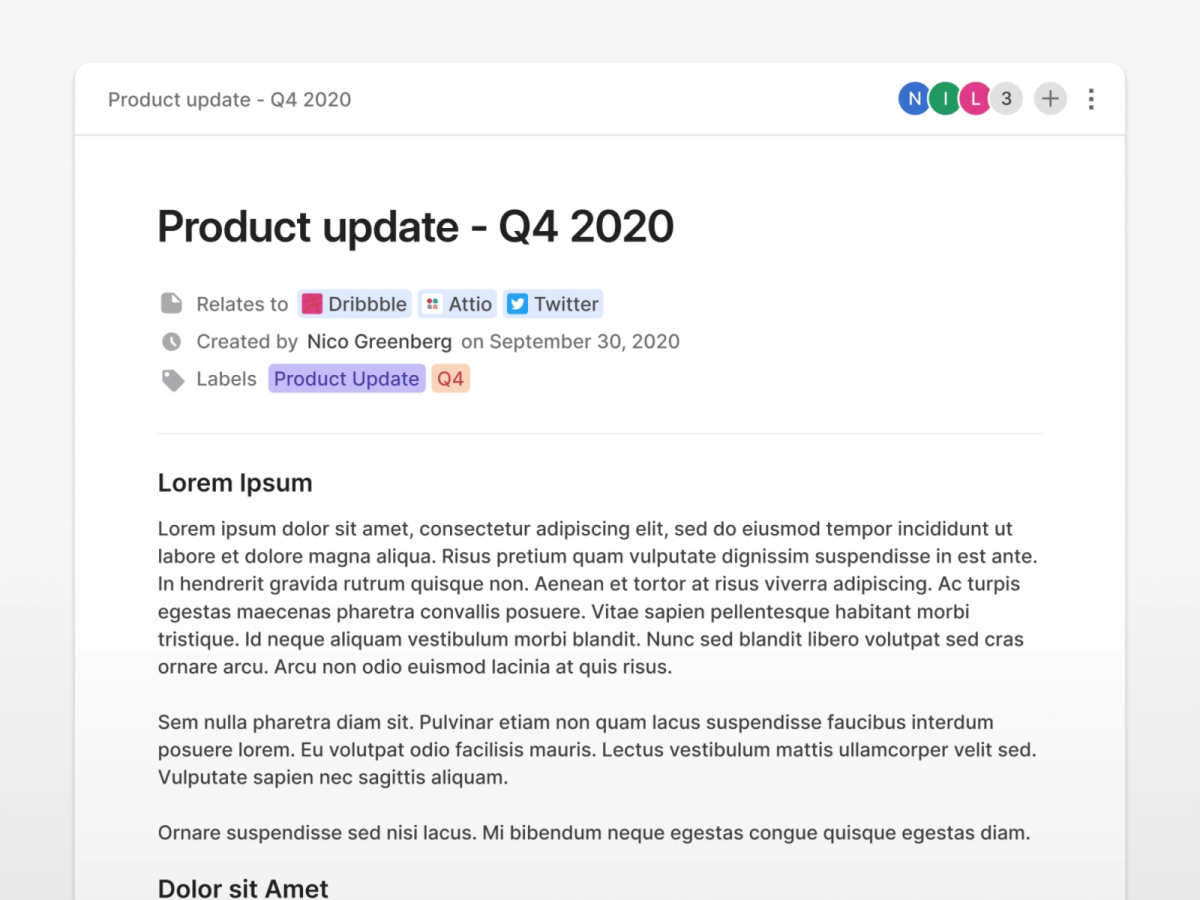 Product update - Q4 2020
N I L 3
Product update - Q4 2020
Relates to Dribbble Attio Twitter
Created by Nico Greenberg on September 30, 2020
Labels Product Update Q4
Lorem Ipsum
Lorem ipsum dolor sit amet, consectetur adipiscing elit, sed do eiusmod tempor incididunt ut
labore et dolore magna aliqua. Risus pretium quam vulputate dignissim suspendisse in est ante.
In hendrerit gravida rutrum quisque non. Aenean et tortor at risus viverra adipiscing. Ac turpis
egestas maecenas pharetra convallis posuere. Vitae sapien pellentesque habitant morbi
tristique. Id neque aliquam vestibulum morbi blandit. Nunc sed blandit libero volutpat sed cras
ornare arcu. Arcu non odio euismod lacinia at quis risus.
Sem nulla pharetra diam sit. Pulvinar etiam non quam lacus suspendisse faucibus interdum
posuere lorem. Eu volutpat odio facilisis mauris. Lectus vestibulum mattis ullamcorper velit sed.
Vulputate sapien nec sagittis aliquam.
Ornare suspendisse sed nisi lacus. Mi bibendum neque egestas congue quisque egestas diam.
Dolor sit Amet